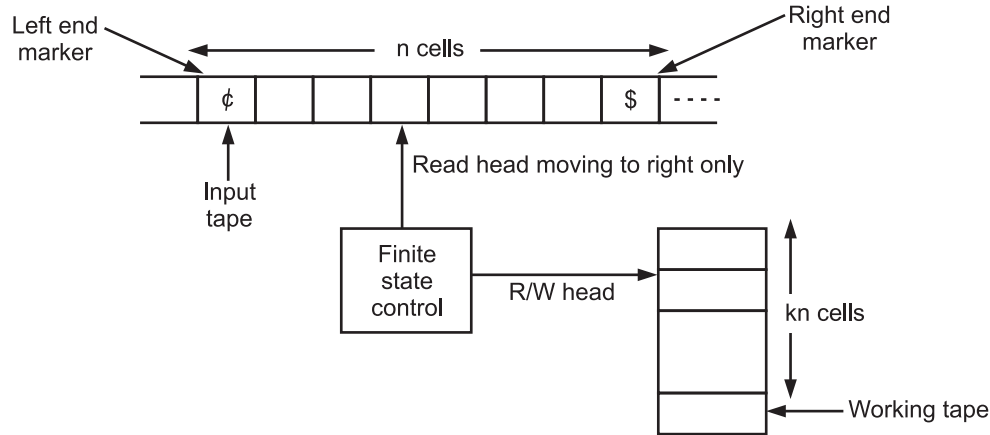 Left end
marker
Right end
marker
n cells
¢
$
Read head moving to right only
Input
tape
Finite
state
control
R/W head
kn cells
Working tape